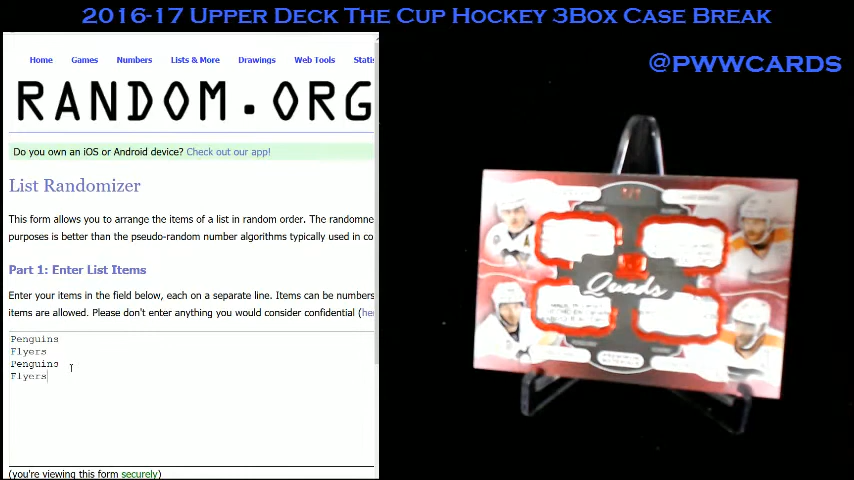 2016-17 Upper Deck The Cup Hockey 3Box Case Break
@PWWCARDS
Home Games Numbers Lists & More Drawings Web Tools Statis
RANDOM.ORG
Do you own an iOS or Android device? Check out our app!
List Randomizer
This form allows you to arrange the items of a list in random order. The randomne
purposes is better than the pseudo-random number algorithms typically used in co
Part 1: Enter List Items
Enter your items in the field below, each on a separate line. Items can be numbers
items are allowed. Please don't enter anything you would consider confidential (he
Penguins
Flyers
Penguins
Flyers
(you're viewing this form securely)
Quads